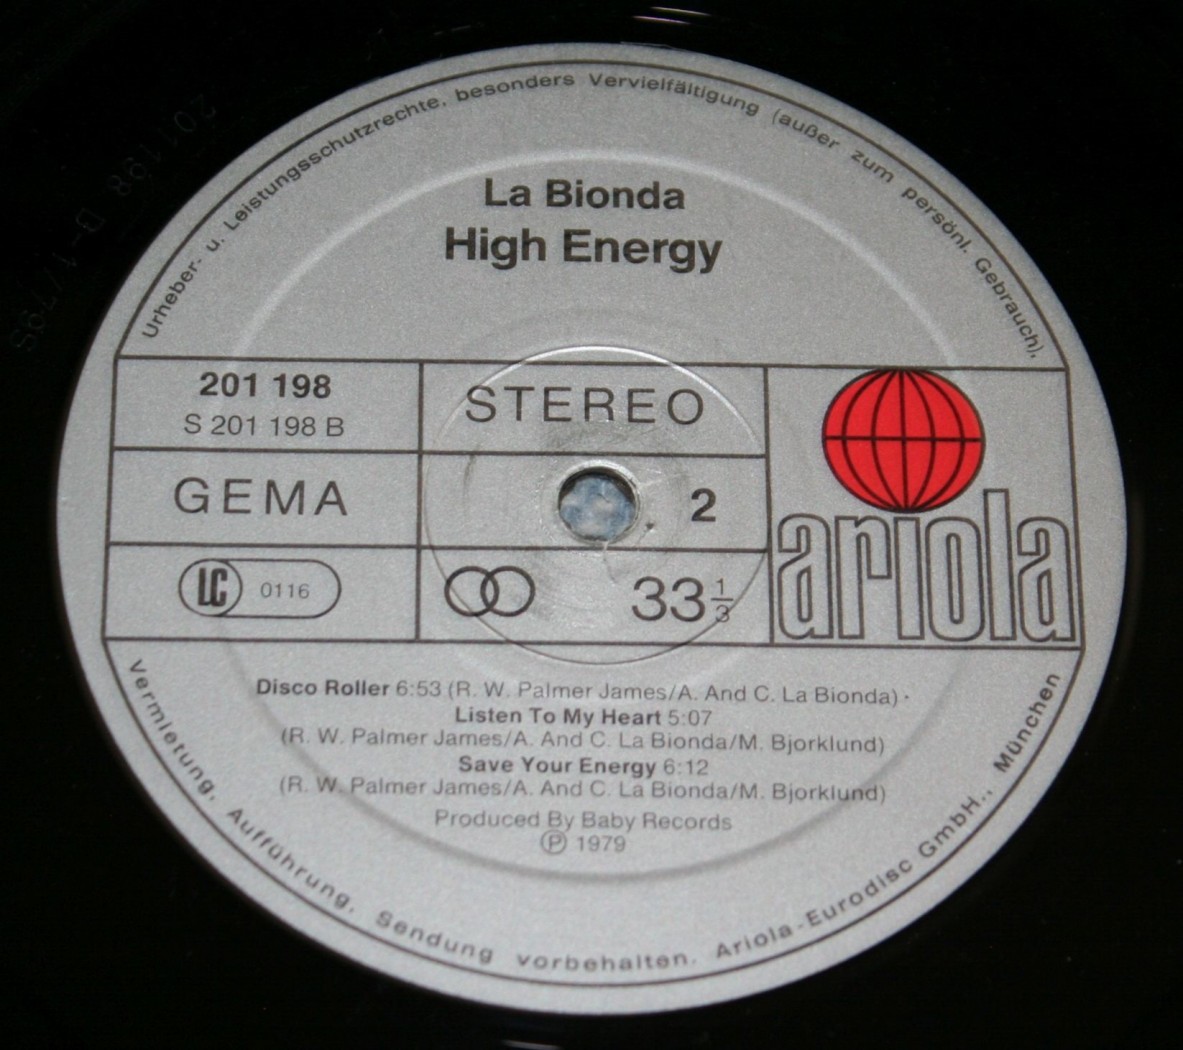 Urheber- u. Leistungsschutzrechte, besonders Vervielfältigung (außer zum persönl. Gebrauch),
La Bionda
High Energy
201 198
S 201 198 B
STEREO
GEMA
2
LC 0116
33 1/3
ariola
Disco Roller 6:53 (R. W. Palmer James/A. And C. La Bionda) ·
Listen To My Heart 5:07
(R. W. Palmer James/A. And C. La Bionda/M. Bjorklund)
Save Your Energy 6:12
(R. W. Palmer James/A. And C. La Bionda/M. Bjorklund)
Produced By Baby Records
Ⓟ 1979
Vermietung, Aufführung, Sendung vorbehalten. Ariola-Eurodisc GmbH., München
201198 B-1/79S